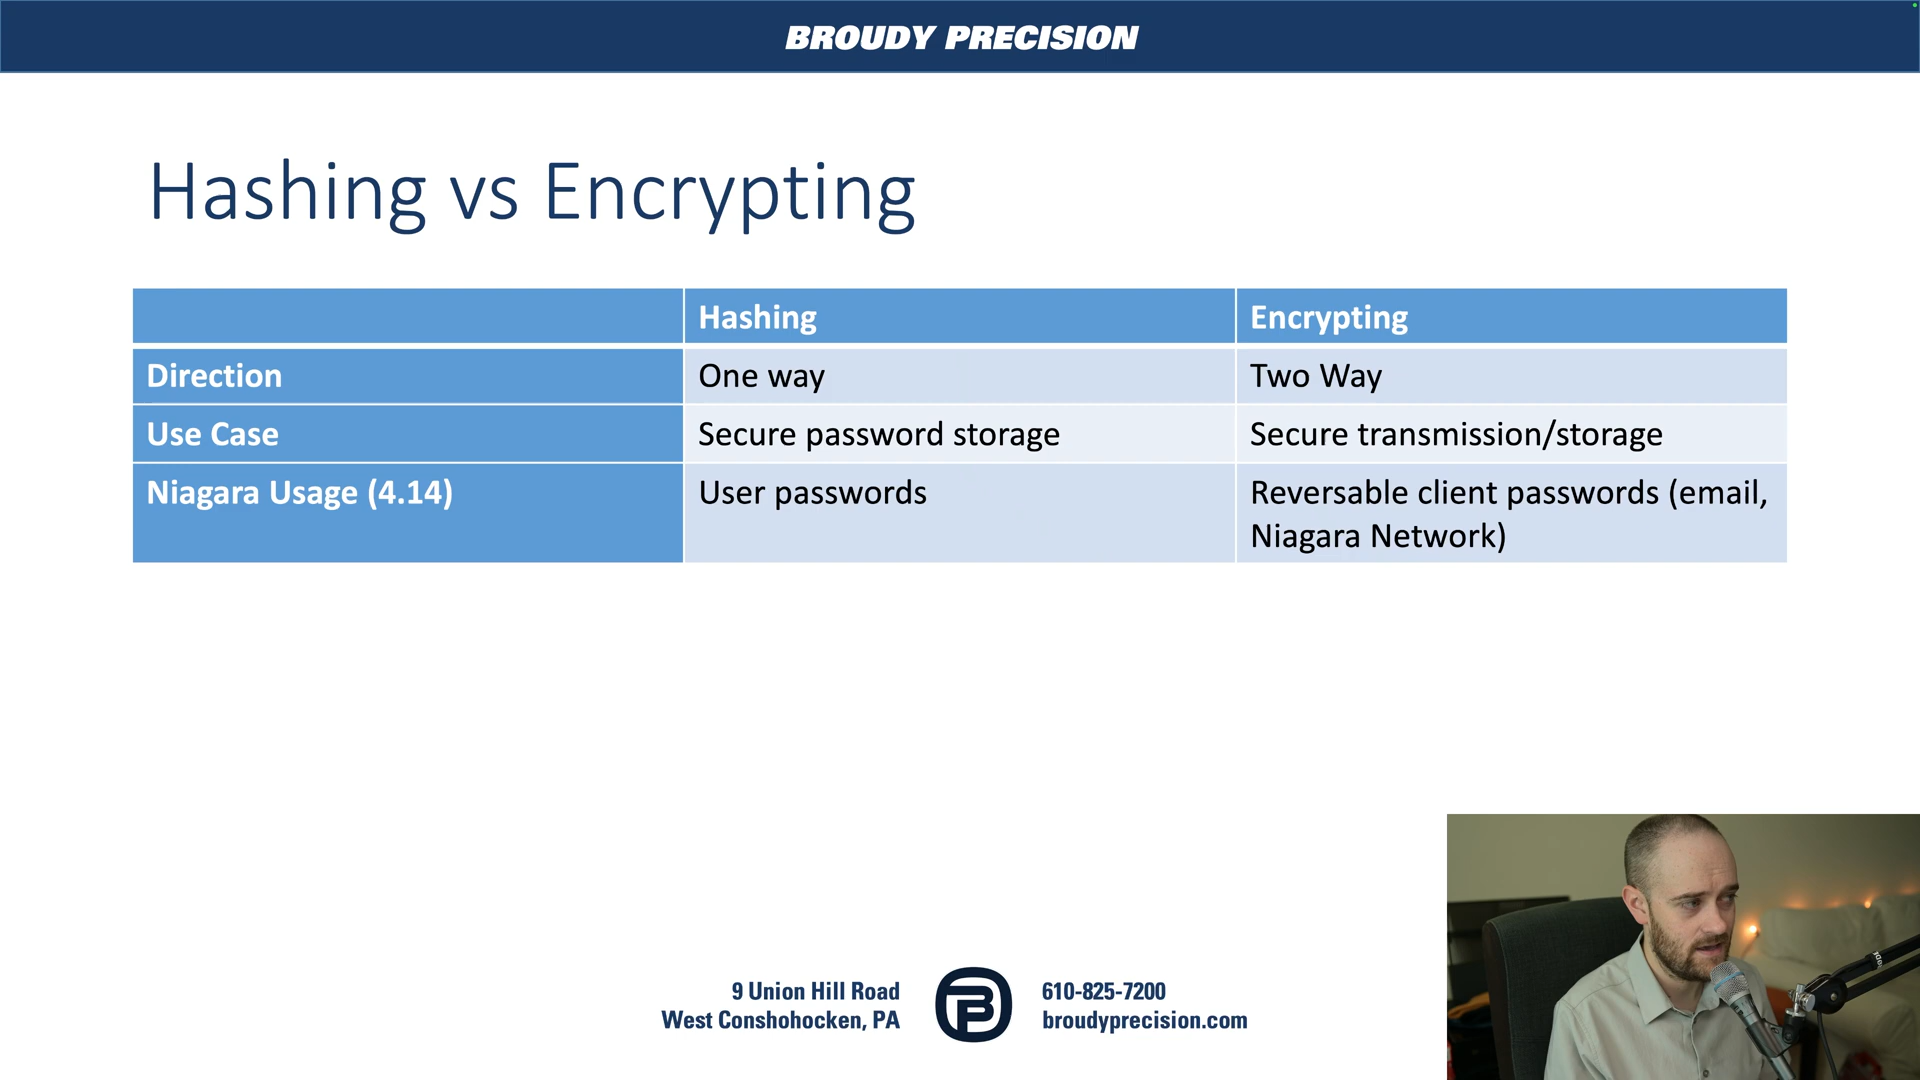 BROUDY PRECISION
Hashing vs Encrypting
Hashing
Encrypting
Direction
One way
Two Way
Use Case
Secure password storage
Secure transmission/storage
Niagara Usage (4.14)
User passwords
Reversable client passwords (email,
Niagara Network)
9 Union Hill Road
West Conshohocken, PA
610-825-7200
broudyprecision.com